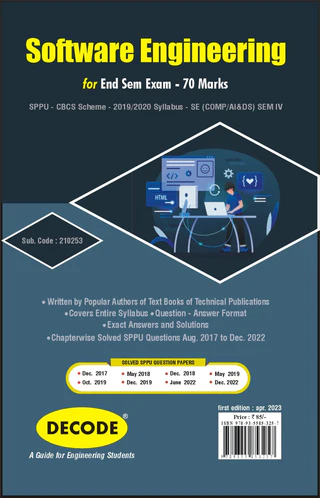 Software Engineering
for End Sem Exam - 70 Marks
SPPU - CBCS Scheme - 2019/2020 Syllabus - SE (COMP/AI&DS) SEM IV
HTML
Sub. Code : 210253
• Written by Popular Authors of Text Books of Technical Publications
• Covers Entire Syllabus • Question - Answer Format
• Exact Answers and Solutions
• Chapterwise Solved SPPU Questions Aug. 2017 to Dec. 2022
SOLVED SPPU QUESTION PAPERS
• Dec. 2017 • May 2018 • Dec. 2018 • May 2019
• Oct. 2019 • Dec. 2019 • June 2022 • Dec. 2022
first edition : apr. 2023
Price : ₹ 85/-
ISBN 978-93-5585-325-7
DECODE ®
A Guide for Engineering Students